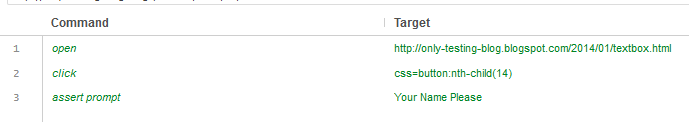 Command Target
1 open http://only-testing-blog.blogspot.com/2014/01/textbox.html
2 click css=button:nth-child(14)
3 assert prompt Your Name Please